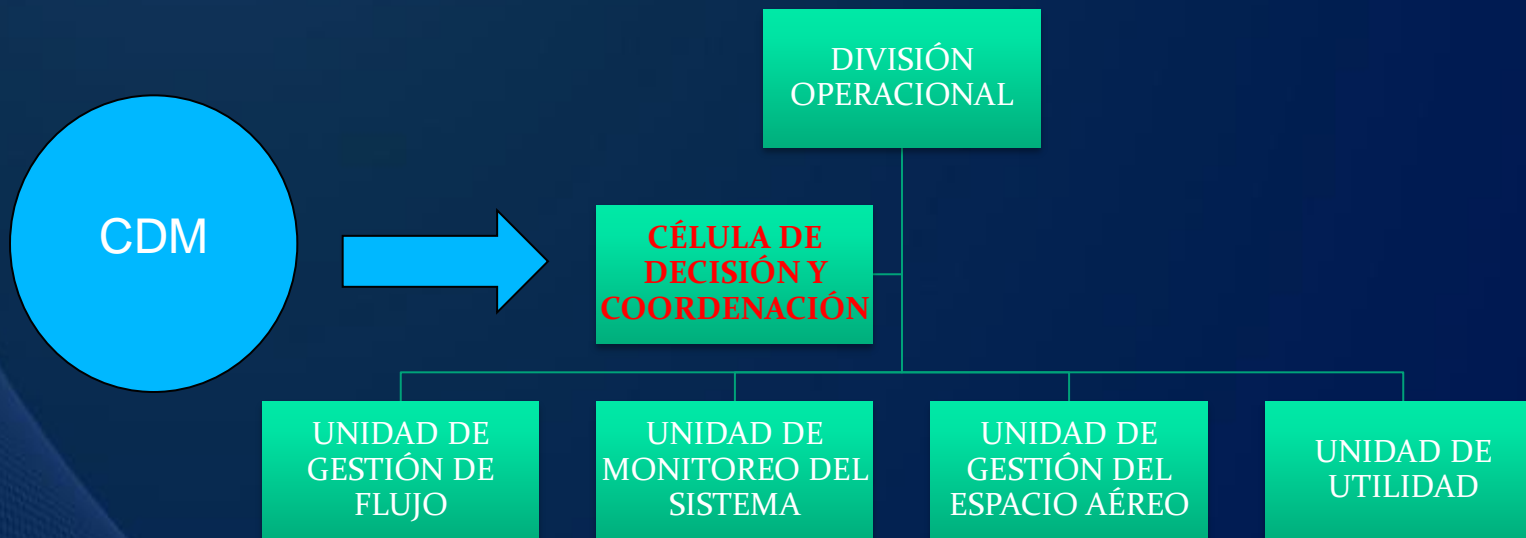 DIVISIÓN
OPERACIONAL
CDM
CÉLULA DE
DECISIÓN Y
COORDENACIÓN
UNIDAD DE
GESTIÓN DE
FLUJO
UNIDAD DE
MONITOREO DEL
SISTEMA
UNIDAD DE
GESTIÓN DEL
ESPACIO AÉREO
UNIDAD DE
UTILIDAD